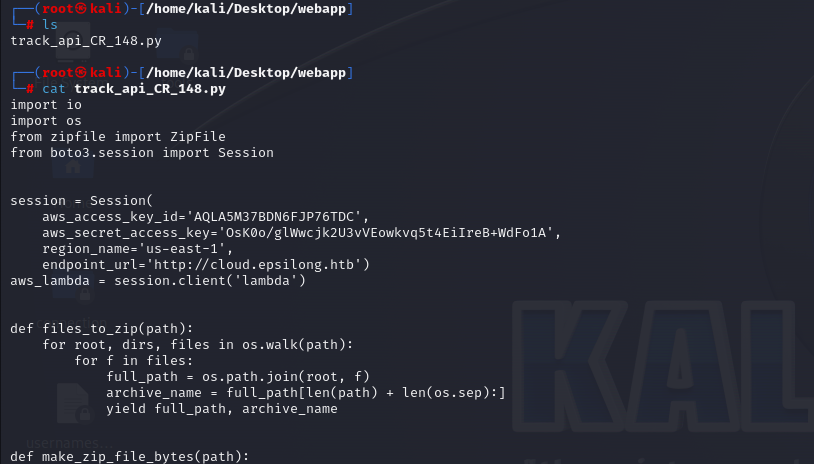 ┌──(root㉿kali)-[/home/kali/Desktop/webapp]
└─# ls
track_api_CR_148.py
┌──(root㉿kali)-[/home/kali/Desktop/webapp]
└─# cat track_api_CR_148.py
import io
import os
from zipfile import ZipFile
from boto3.session import Session
session = Session(
    aws_access_key_id='AQLA5M37BDN6FJP76TDC',
    aws_secret_access_key='OsK0o/glWwcjk2U3vVEowkvq5t4EiIreB+WdFo1A',
    region_name='us-east-1',
    endpoint_url='http://cloud.epsilong.htb')
aws_lambda = session.client('lambda')
def files_to_zip(path):
    for root, dirs, files in os.walk(path):
        for f in files:
            full_path = os.path.join(root, f)
            archive_name = full_path[len(path) + len(os.sep):]
            yield full_path, archive_name
usernames...
def make_zip_file_bytes(path):
KAL